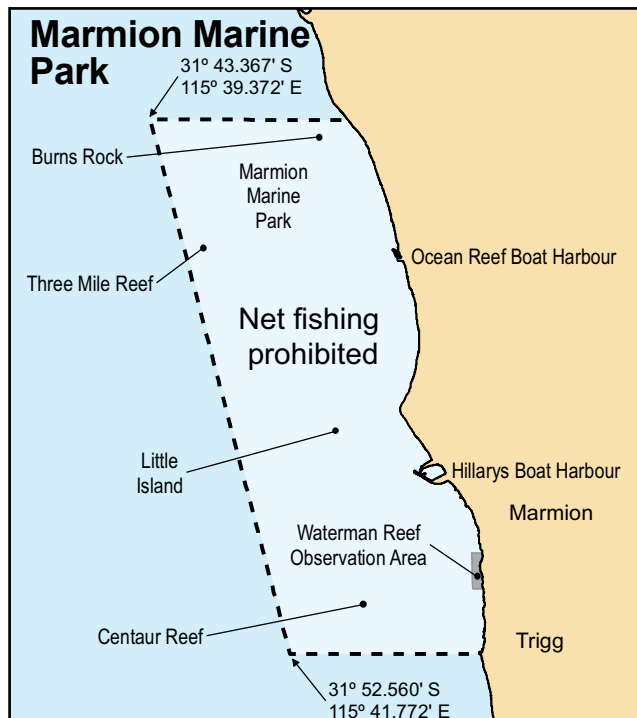 Marmion Marine
Park
31º 43.367' S
115º 39.372' E
Burns Rock
Marmion
Marine
Park
Ocean Reef Boat Harbour
Three Mile Reef
Net fishing
prohibited
Little
Island
Hillarys Boat Harbour
Marmion
Waterman Reef
Observation Area
Centaur Reef
Trigg
31º 52.560' S
115º 41.772' E